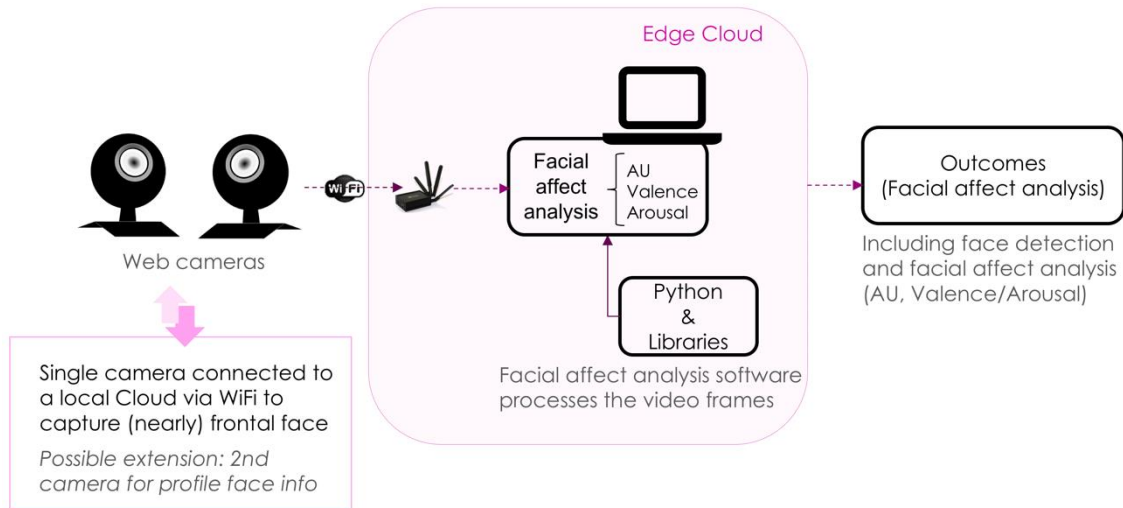 Edge Cloud
Web cameras
Wi Fi
Facial
affect
analysis
AU
Valence
Arousal
Python
&
Libraries
Facial affect analysis software
processes the video frames
Outcomes
(Facial affect analysis)
Including face detection
and facial affect analysis
(AU, Valence/Arousal)
Single camera connected to
a local Cloud via WiFi to
capture (nearly) frontal face
Possible extension: 2nd
camera for profile face info